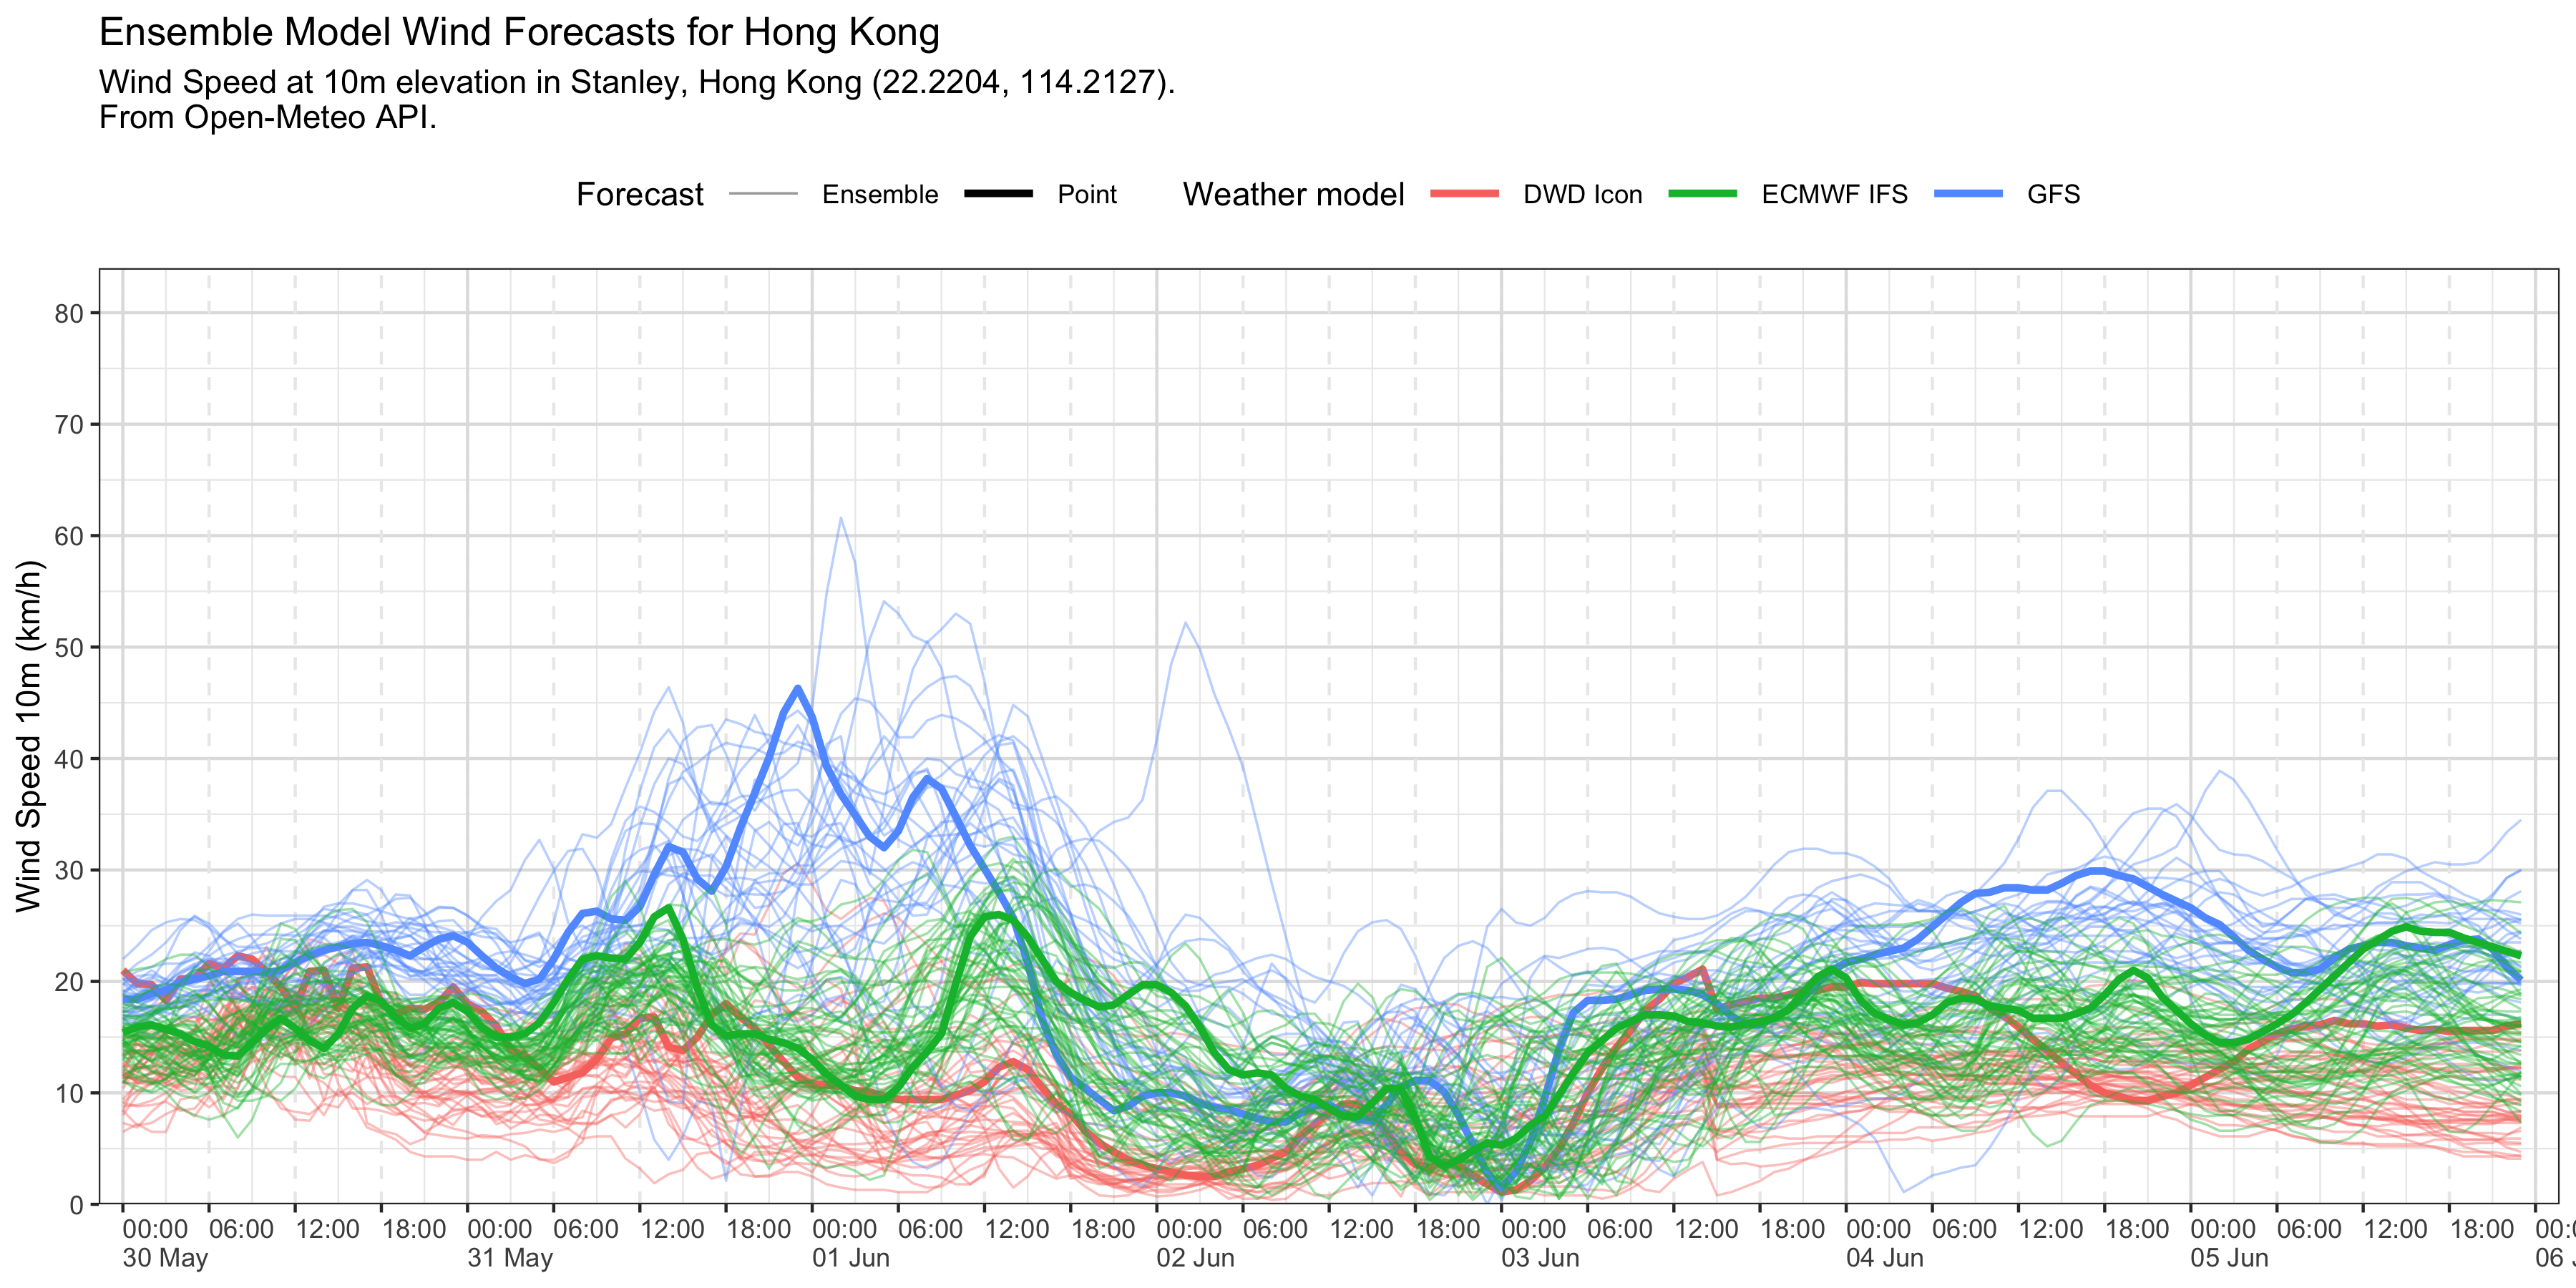 Ensemble Model Wind Forecasts for Hong Kong
Wind Speed at 10m elevation in Stanley, Hong Kong (22.2204, 114.2127).
From Open-Meteo API.
Forecast Ensemble Point Weather model DWD Icon ECMWF IFS GFS
Wind Speed 10m (km/h)
80
70
60
50
40
30
20
10
0
00:00 06:00 12:00 18:00 00:00 06:00 12:00 18:00 00:00 06:00 12:00 18:00 00:00 06:00 12:00 18:00 00:00 06:00 12:00 18:00 00:00 06:00 12:00 18:00 00:00 06:00 12:00 18:00 00:0
30 May 31 May 01 Jun 02 Jun 03 Jun 04 Jun 05 Jun 06